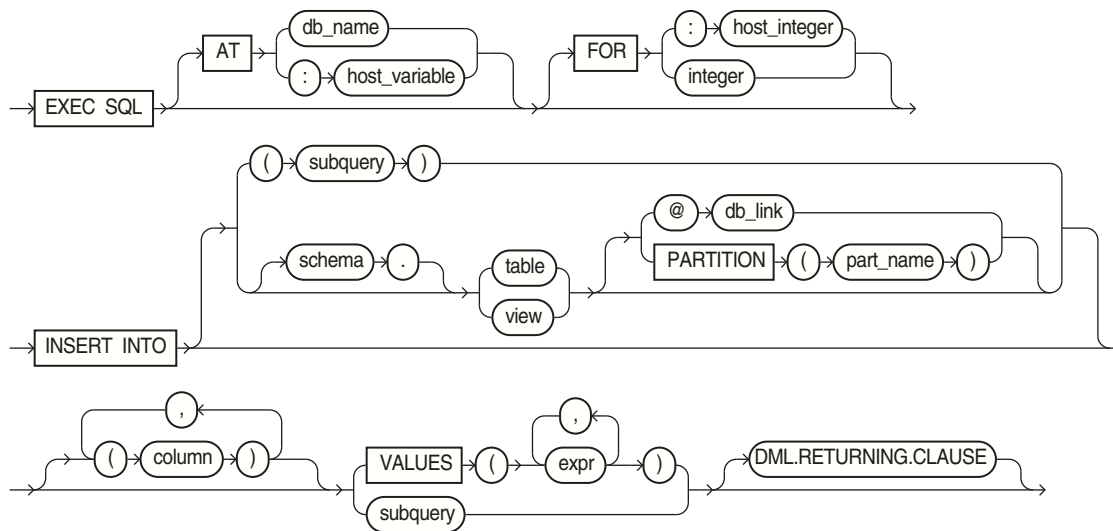 db_name : host_integer
AT FOR
: host_variable integer
EXEC SQL
( subquery )
@ db_link
schema . table PARTITION ( part_name )
view
INSERT INTO
, ,
( column ) VALUES ( expr ) DML.RETURNING.CLAUSE
subquery